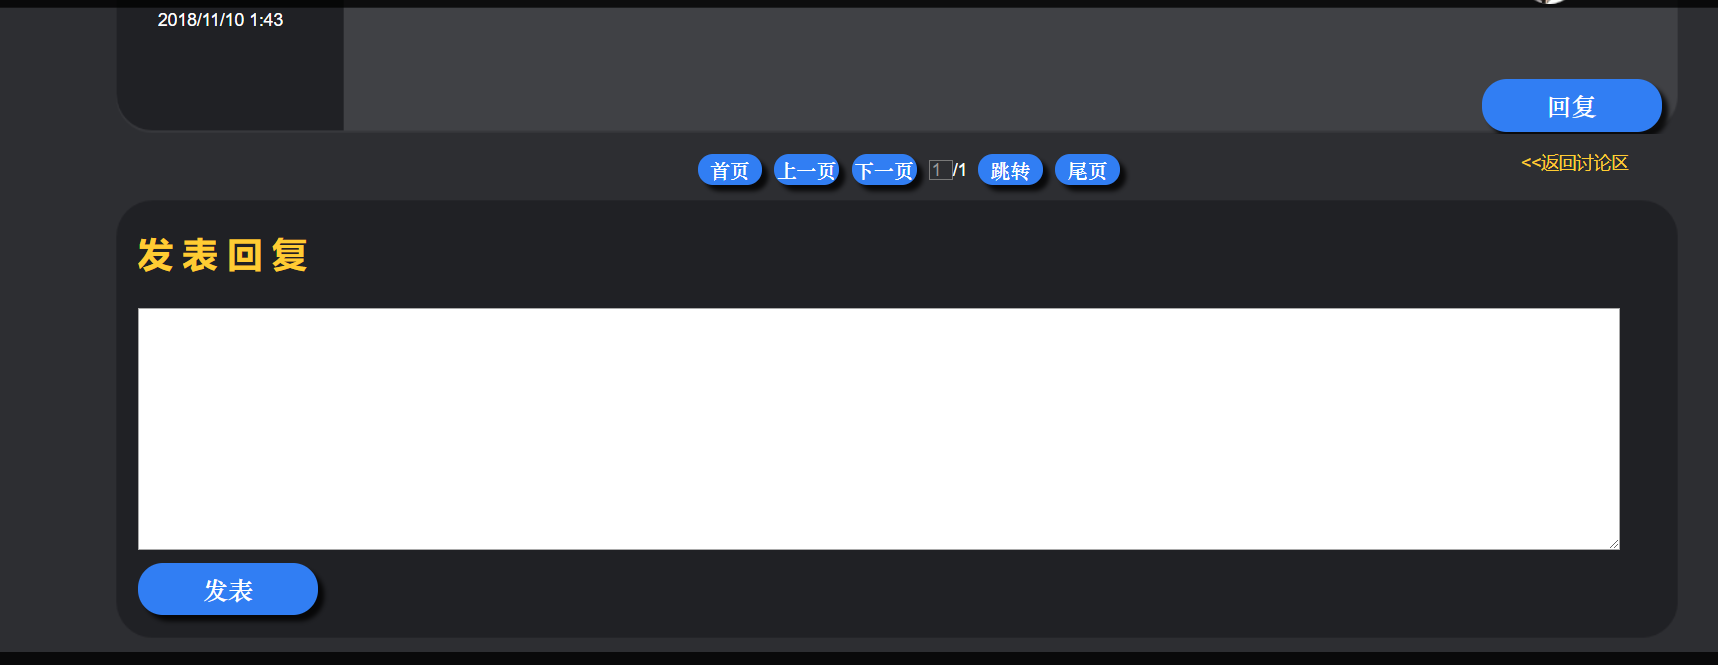 2018/11/10 1:43
回复
首页 上一页 下一页 1/1 跳转 尾页
<<返回讨论区
发表回复
发表